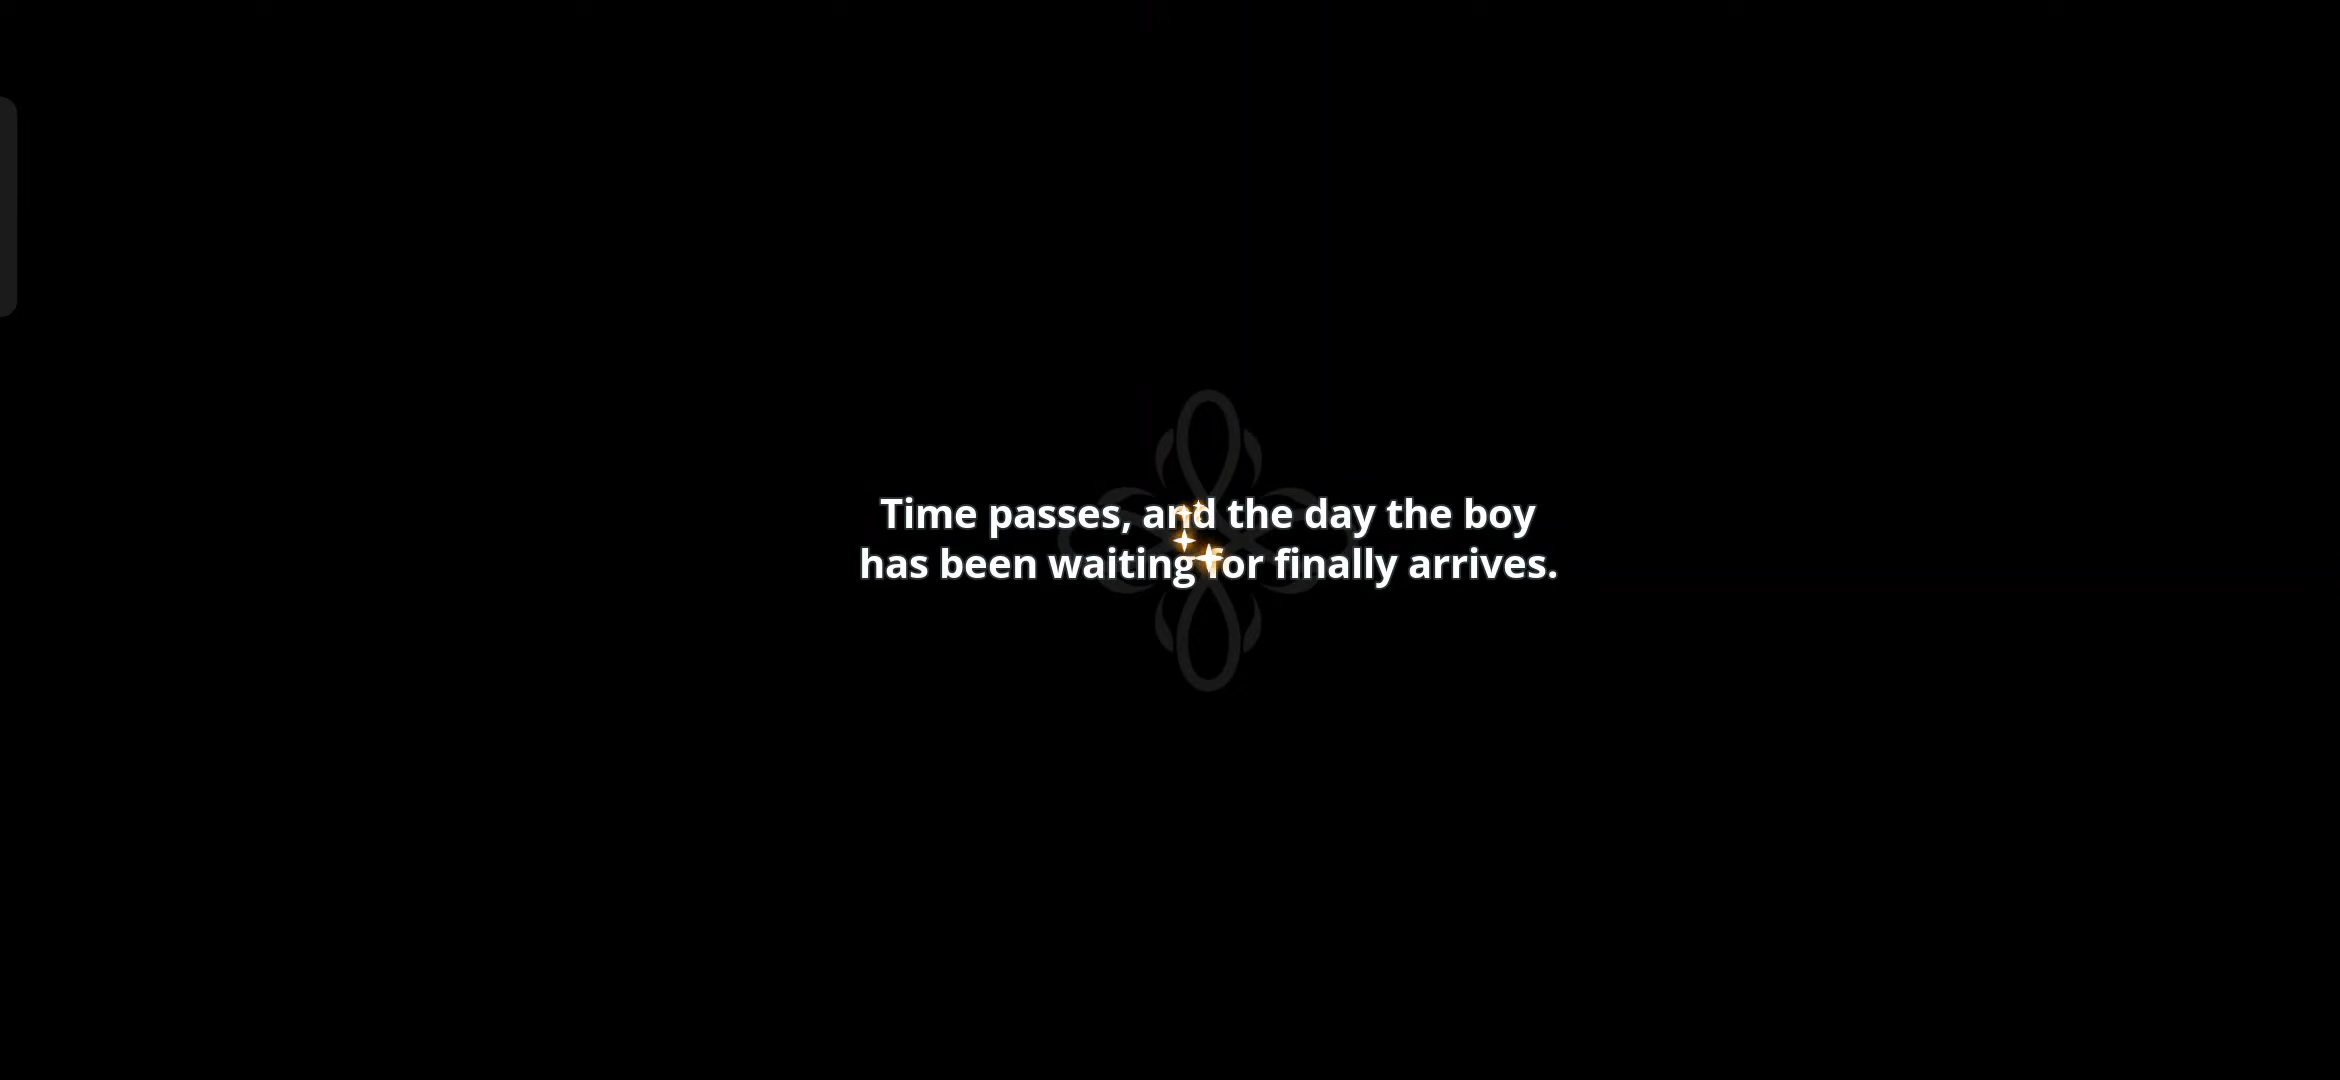 Time passes, and the day the boy
has been waiting for finally arrives.